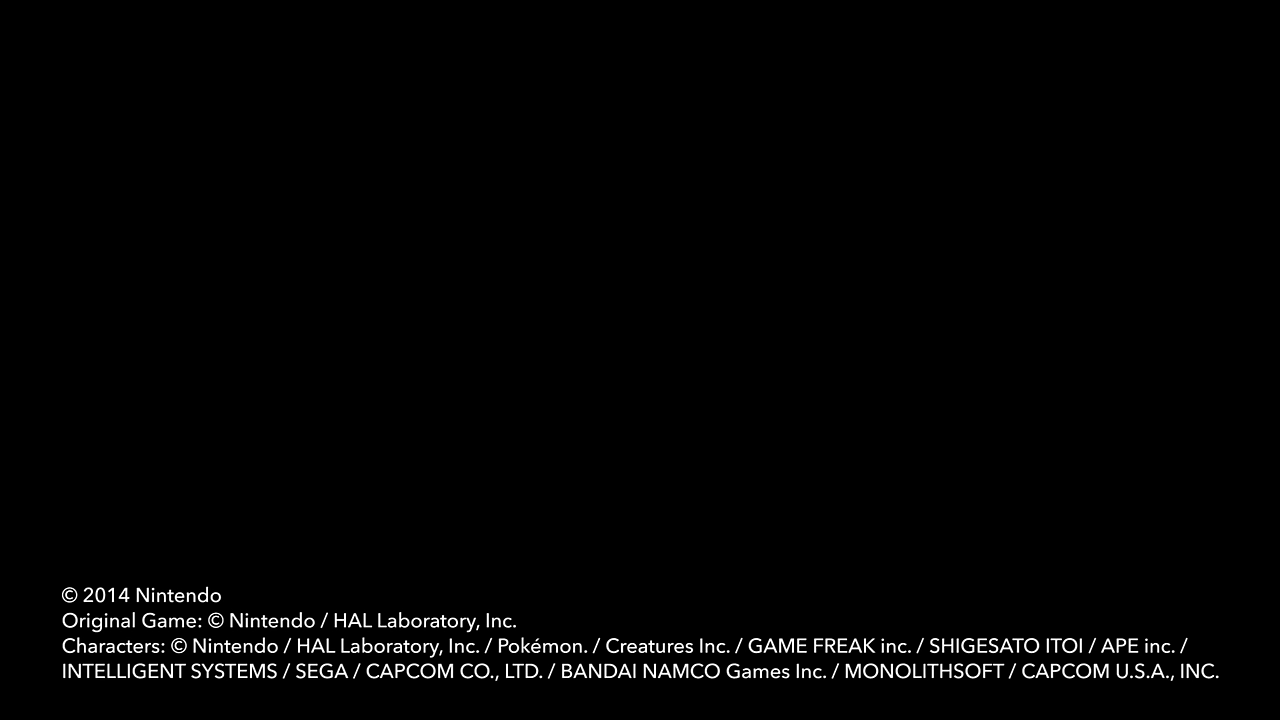 © 2014 Nintendo
Original Game: © Nintendo / HAL Laboratory, Inc.
Characters: © Nintendo / HAL Laboratory, Inc. / Pokémon. / Creatures Inc. / GAME FREAK inc. / SHIGESATO ITOI / APE inc. /
INTELLIGENT SYSTEMS / SEGA / CAPCOM CO., LTD. / BANDAI NAMCO Games Inc. / MONOLITHSOFT / CAPCOM U.S.A., INC.